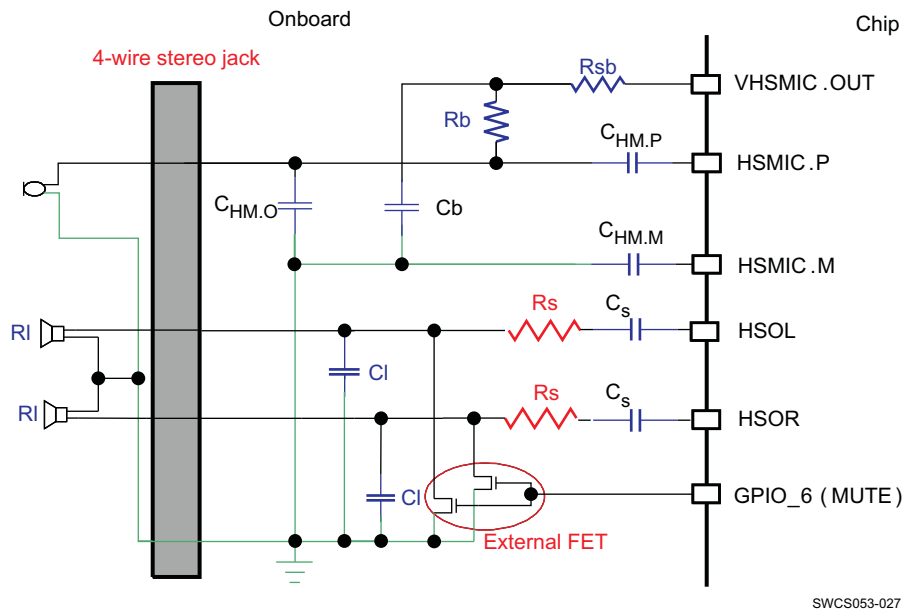 Onboard
Chip
4-wire stereo jack
Rsb
VHSMIC.OUT
Rb
CHM.P
HSMIC.P
CHM.O
Cb
CHM.M
HSMIC.M
Rs
Cs
HSOL
Rl
Cl
Rs
Cs
HSOR
Rl
Cl
GPIO_6 (MUTE)
External FET
SWCS053-027